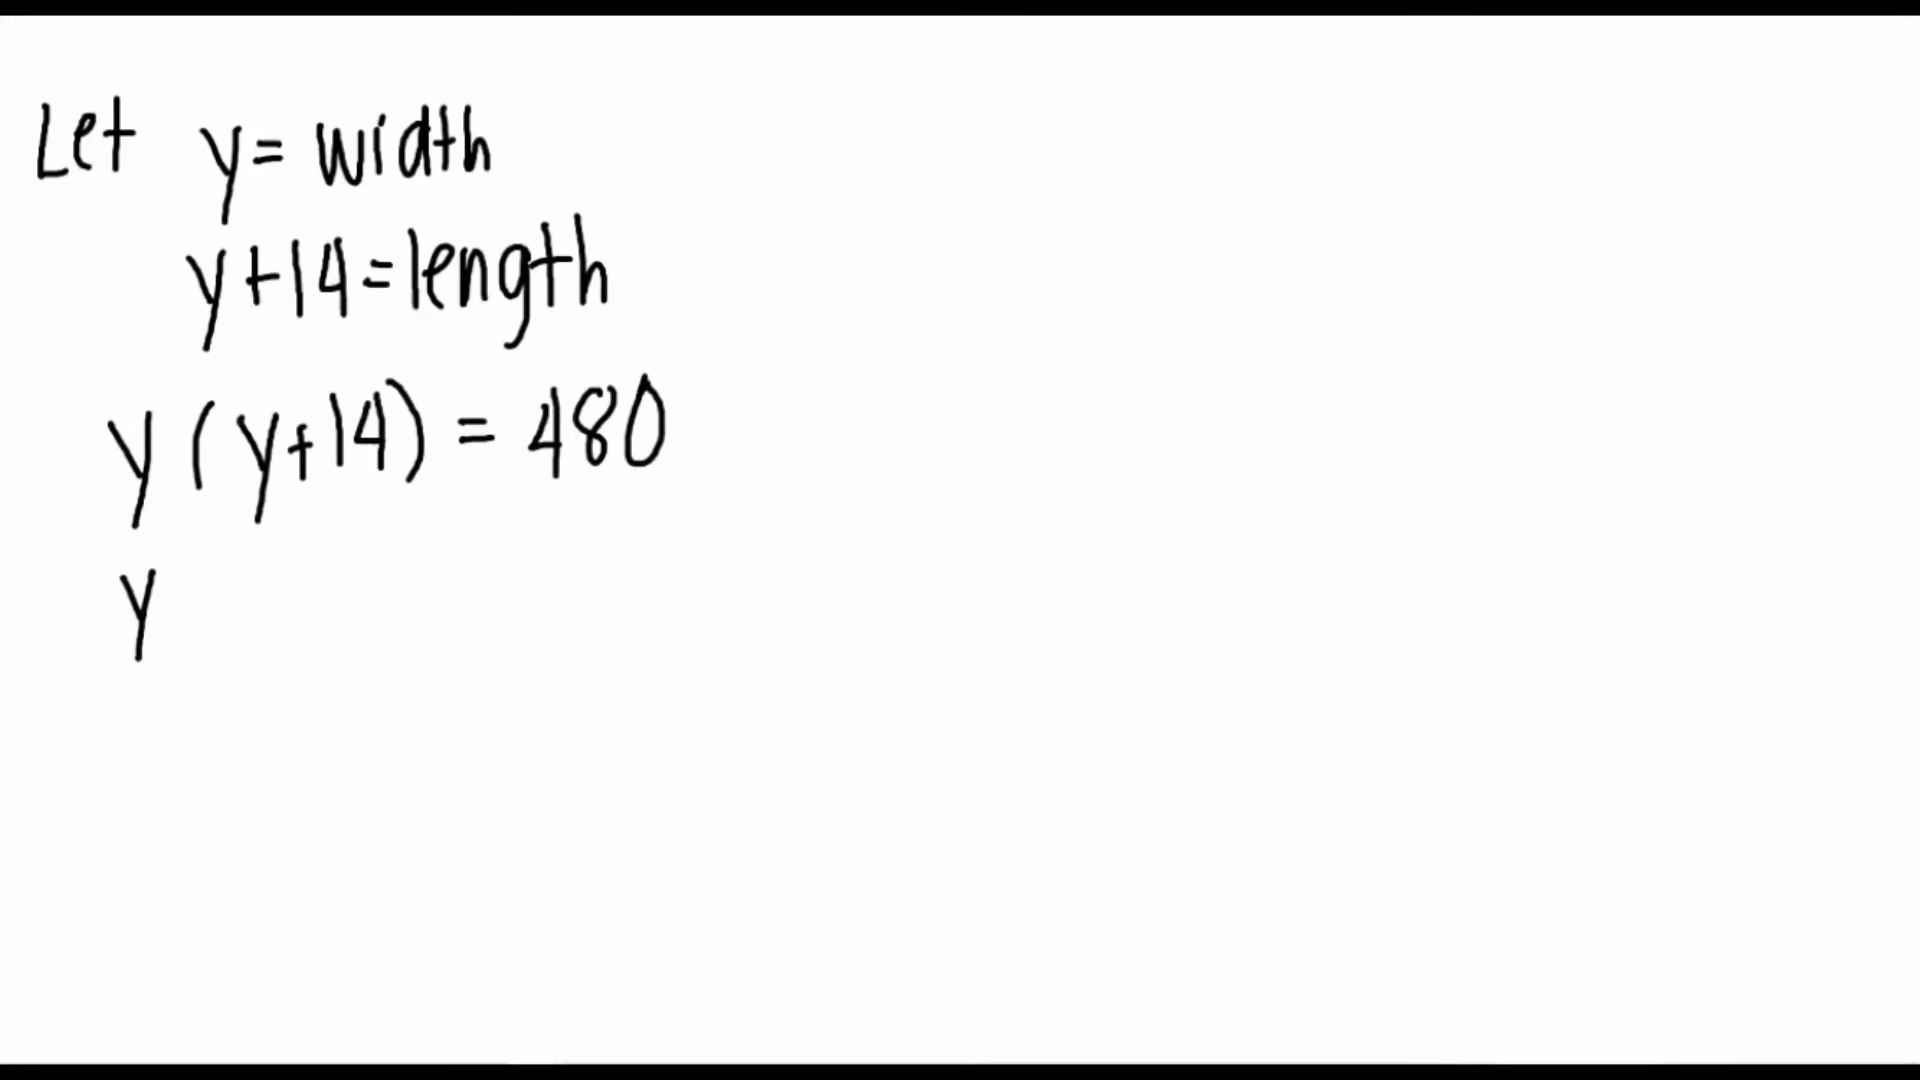 Let y = width
y+14=length
y (y+14) = 480
y